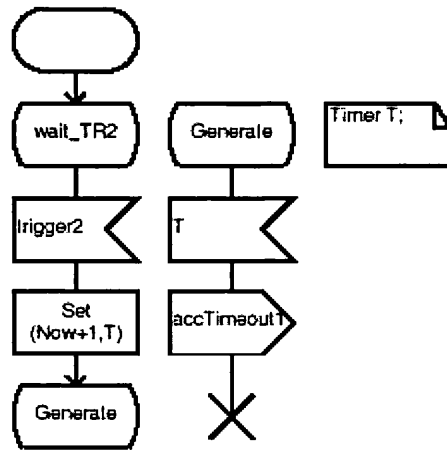 wait_TR2
trigger2
Set
(Now+1,T)
Generate
Generate
T
accTimeoutT
Timer T;